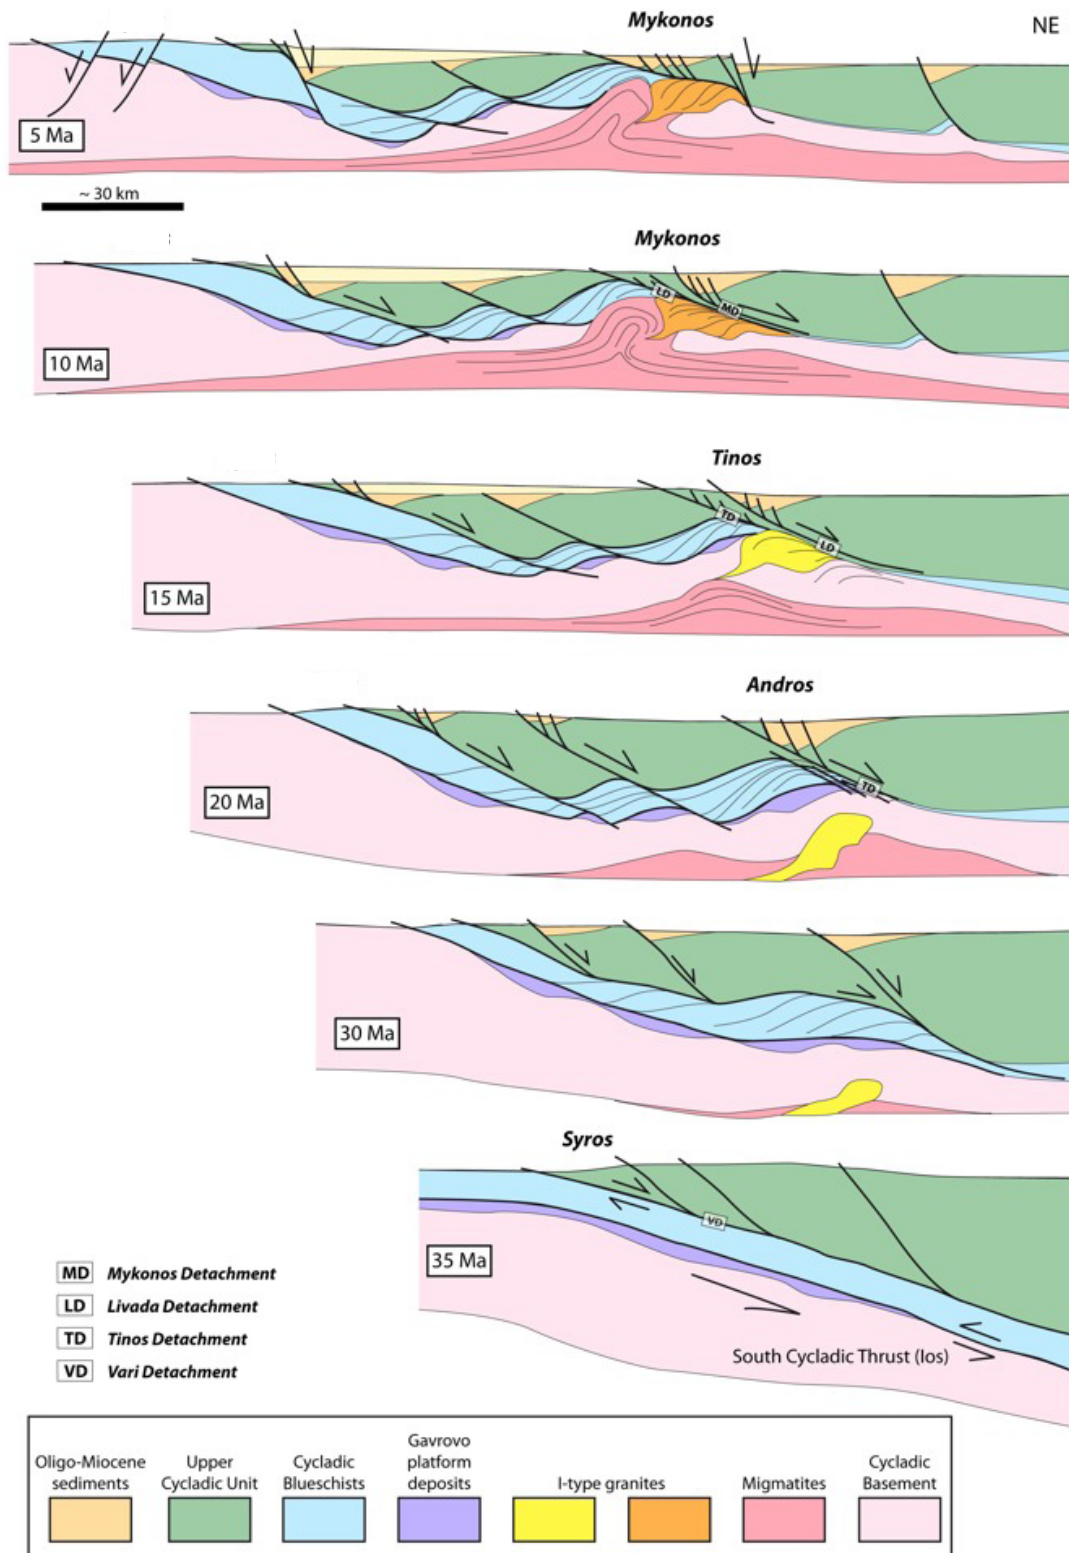 Mykonos
NE
5 Ma
~ 30 km
Mykonos
LD
MD
10 Ma
Tinos
TD
LD
15 Ma
Andros
TD
20 Ma
30 Ma
Syros
VD
35 Ma
South Cycladic Thrust (Ios)
MD Mykonos Detachment
LD Livada Detachment
TD Tinos Detachment
VD Vari Detachment
Oligo-Miocene
sediments
Upper
Cycladic Unit
Cycladic
Blueschists
Gavrovo
platform
deposits
I-type granites
Migmatites
Cycladic
Basement